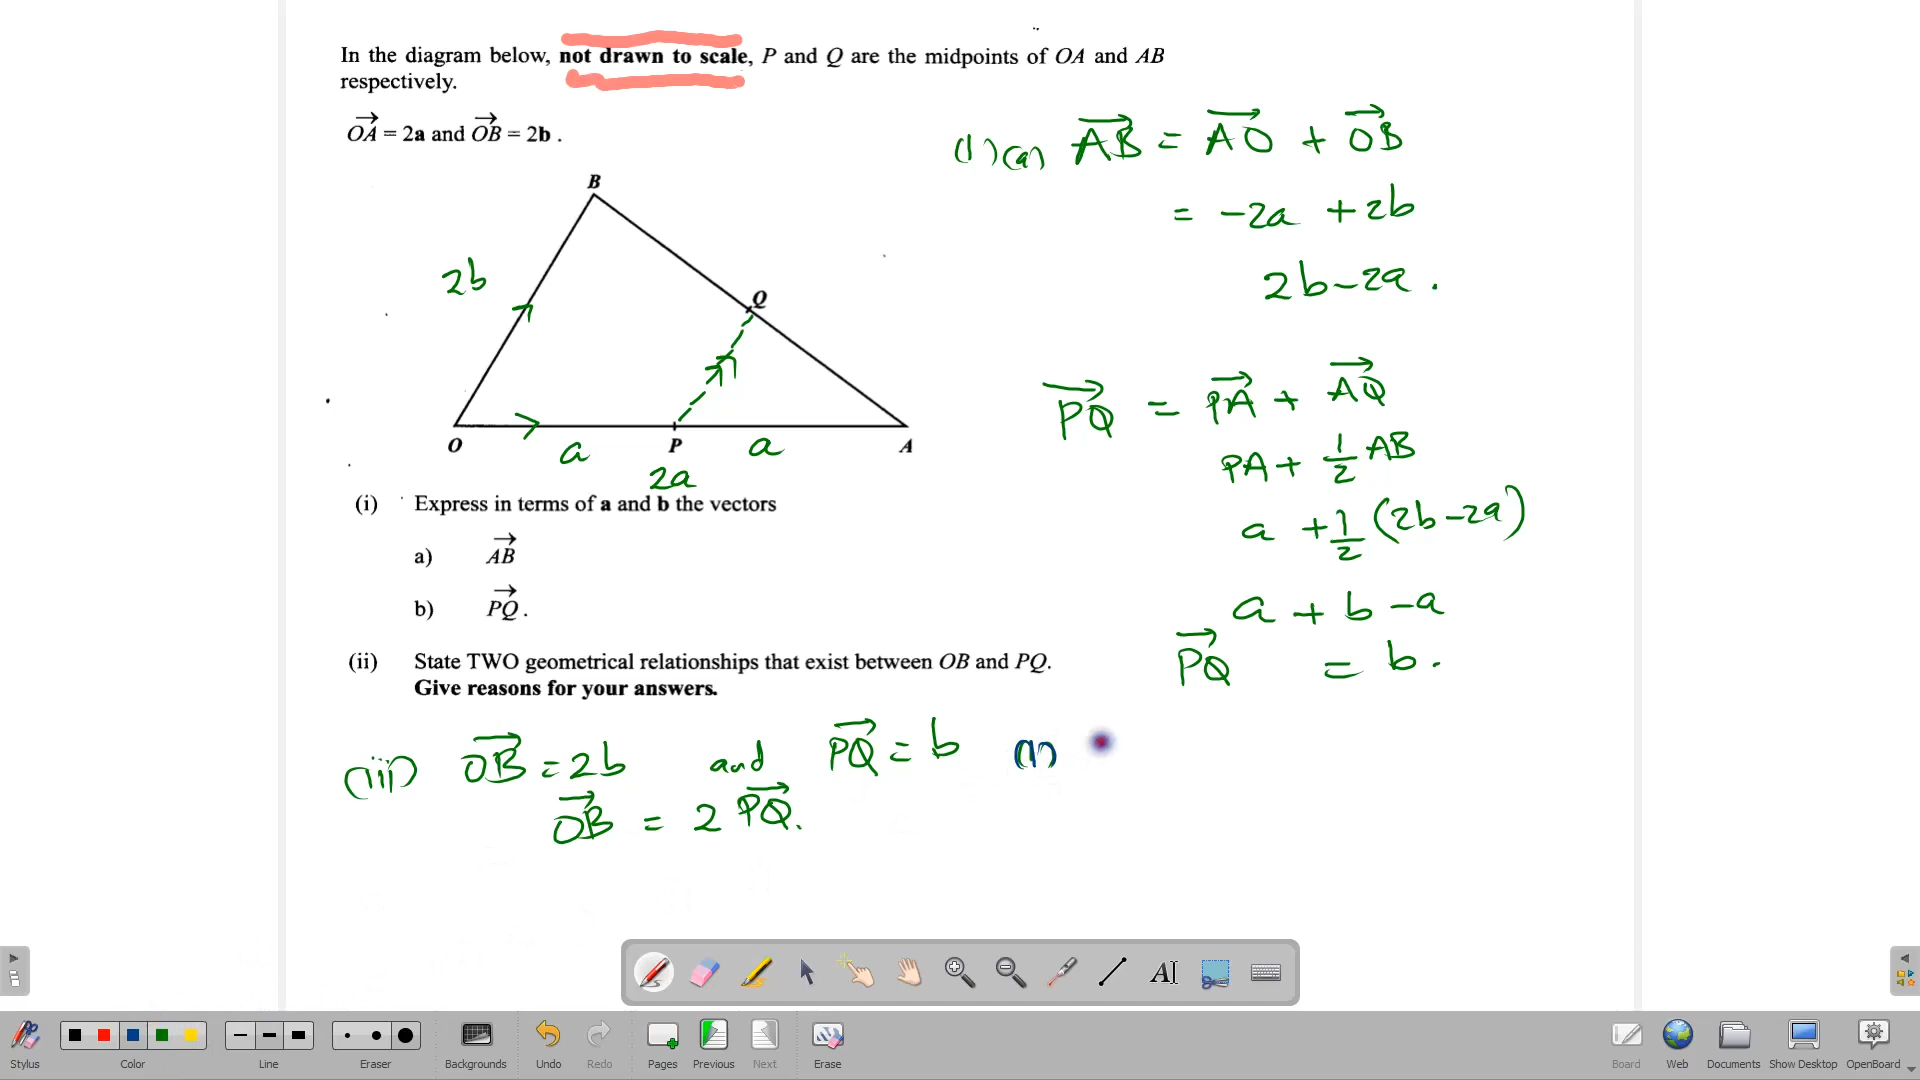 In the diagram below, not drawn to scale, P and Q are the midpoints of OA and AB
respectively.
OA = 2a and OB = 2b .
B
2b
Q
O
a
P
a
A
2a
(i) Express in terms of a and b the vectors
a) AB
b) PQ .
(ii) State TWO geometrical relationships that exist between OB and PQ.
Give reasons for your answers.
(1) (a) AB = AO + OB
= -2a + 2b
2b - 2a .
PQ = PA + AQ
PA + 1/2 AB
a + 1/2 (2b - 2a)
a + b - a
PQ = b .
(iii) OB = 2b and PQ = b (1)
OB = 2 PQ.
Stylus
Color
Line
Eraser
Backgrounds
Undo
Redo
Pages
Previous
Next
Erase
Board
Web
Documents
Show Desktop
OpenBoard